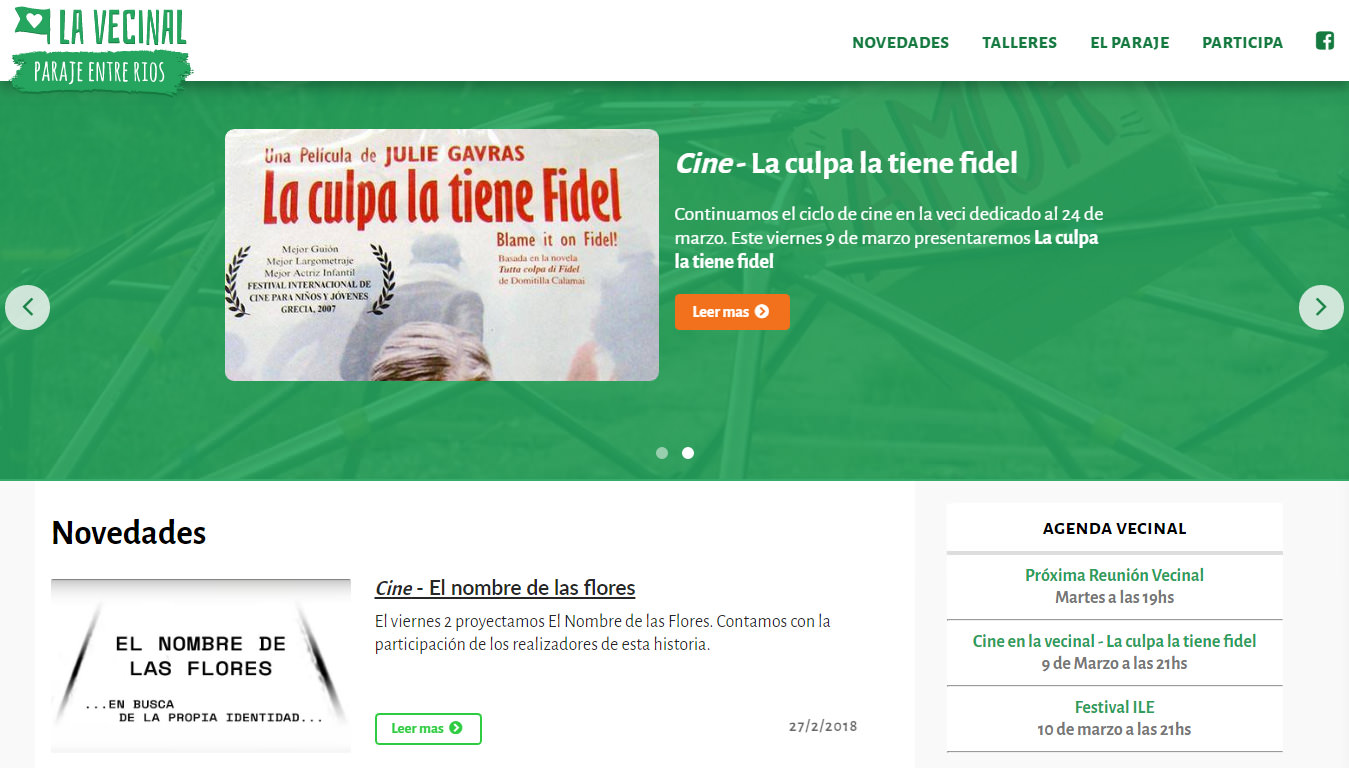 LA VECINAL
PARAJE ENTRE RIOS
NOVEDADES
TALLERES
EL PARAJE
PARTICIPA
AMOR
Una Película de JULIE GAVRAS
La culpa la tiene Fidel
Blame it on Fidel!
Mejor Guión
Mejor Largometraje
Mejor Actriz Infantil
FESTIVAL INTERNACIONAL DE
CINE PARA NIÑOS Y JÓVENES
GRECIA, 2007
Basada en la novela
Tutta colpa di Fidel
de Domitilla Calamai
Cine - La culpa la tiene fidel
Continuamos el ciclo de cine en la veci dedicado al 24 de
marzo. Este viernes 9 de marzo presentaremos La culpa
la tiene fidel
Leer mas
Novedades
EL NOMBRE DE
LAS FLORES
...EN BUSCA
DE LA PROPIA IDENTIDAD...
Cine - El nombre de las flores
El viernes 2 proyectamos El Nombre de las Flores. Contamos con la
participación de los realizadores de esta historia.
Leer mas
27/2/2018
AGENDA VECINAL
Próxima Reunión Vecinal
Martes a las 19hs
Cine en la vecinal - La culpa la tiene fidel
9 de Marzo a las 21hs
Festival ILE
10 de marzo a las 21hs